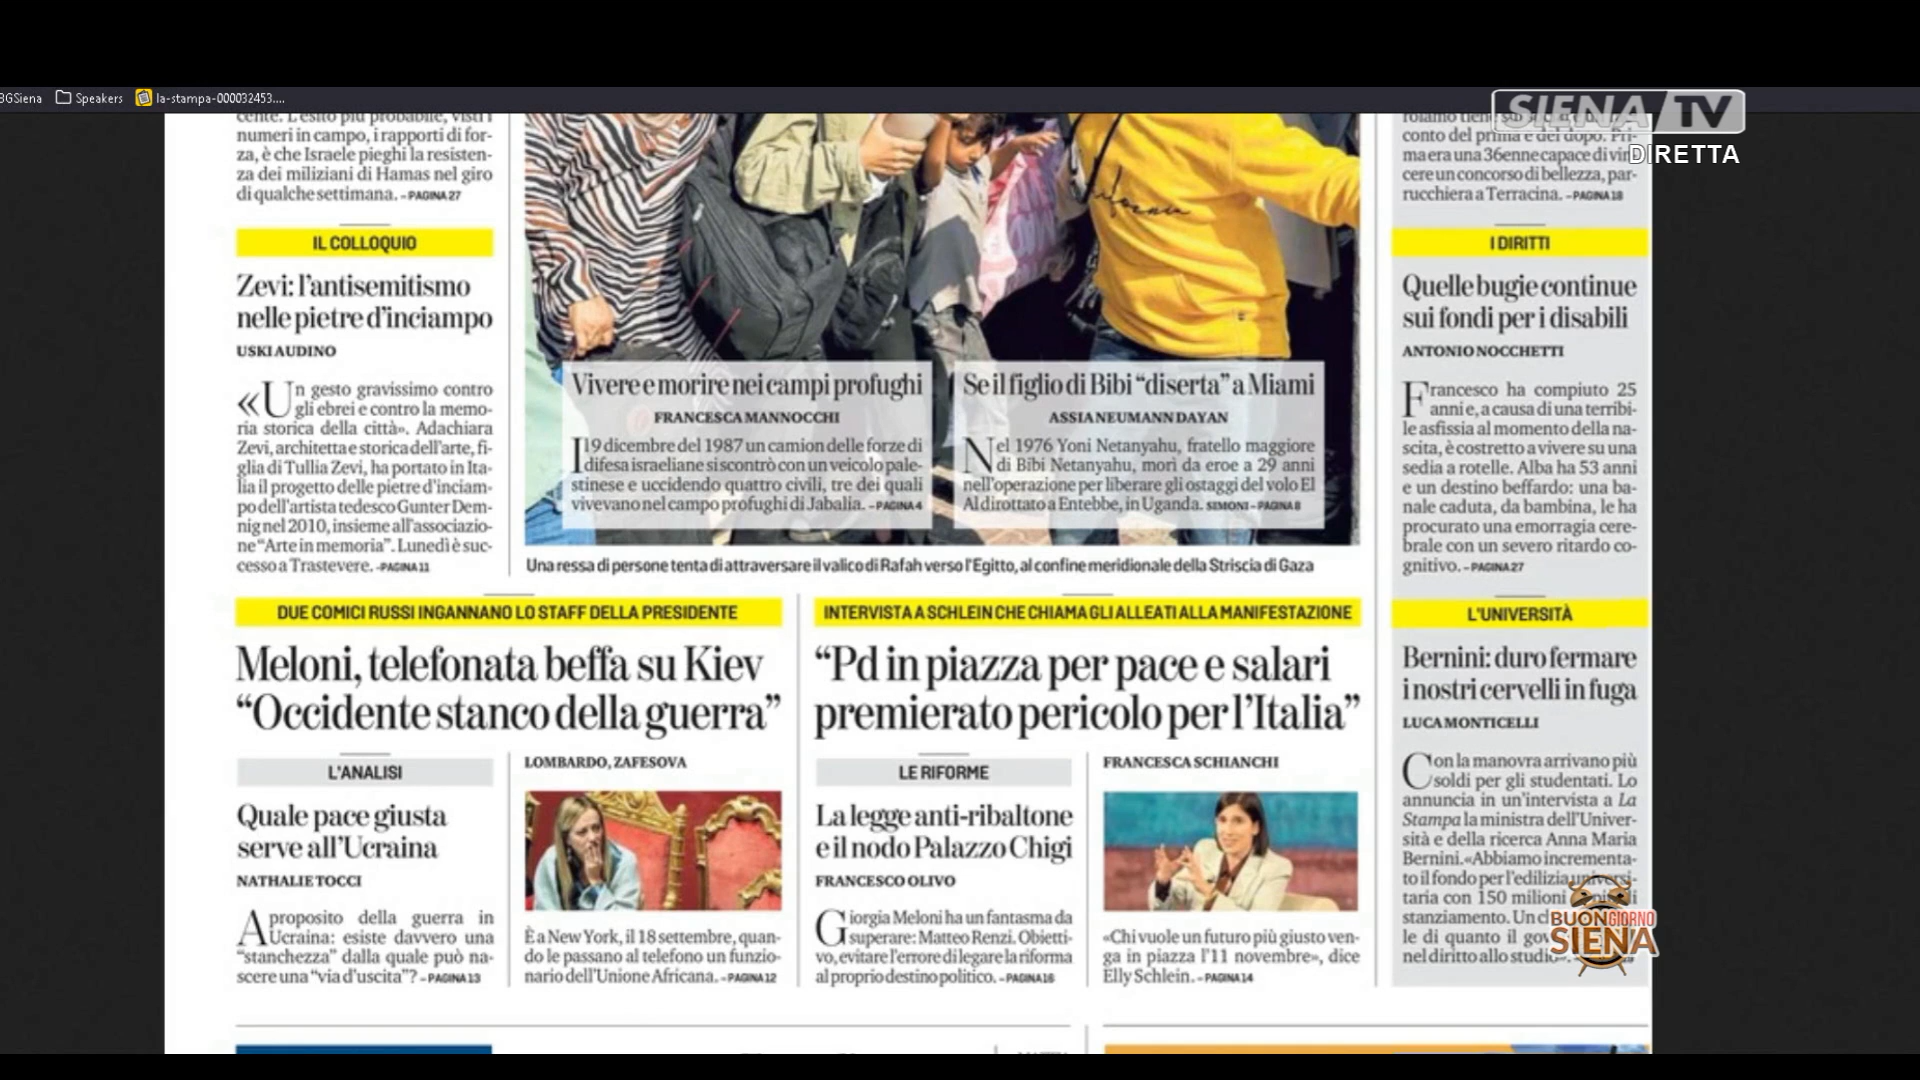 BGSiena
Speakers
la-stampa-000032453....
SIENA TV
DIRETTA
cente. L'esito più probabile, visti i
numeri in campo, i rapporti di for-
za, è che Israele pieghi la resisten-
za dei miliziani di Hamas nel giro
di qualche settimana. – PAGINA 27
IL COLLOQUIO
Zevi: l'antisemitismo
nelle pietre d'inciampo
USKI AUDINO
«Un gesto gravissimo contro
gli ebrei e contro la memo-
ria storica della città». Adachiara
Zevi, architetta e storica dell'arte, fi-
glia di Tullia Zevi, ha portato in Ita-
lia il progetto delle pietre d'inciam-
po dell'artista tedesco Gunter Dem-
nig nel 2010, insieme all'associazio-
ne “Arte in memoria”. Lunedì è suc-
cesso a Trastevere. –PAGINA 11
California
Vivere e morire nei campi profughi
FRANCESCA MANNOCCHI
Il 9 dicembre del 1987 un camion delle forze di
difesa israeliane si scontrò con un veicolo pale-
stinese e uccidendo quattro civili, tre dei quali
vivevano nel campo profughi di Jabalia. – PAGINA 4
Se il figlio di Bibi “diserta” a Miami
ASSIA NEUMANN DAYAN
Nel 1976 Yoni Netanyahu, fratello maggiore
di Bibi Netanyahu, morì da eroe a 29 anni
nell'operazione per liberare gli ostaggi del volo El
Al dirottato a Entebbe, in Uganda. SIMONI – PAGINA 8
Una ressa di persone tenta di attraversare il valico di Rafah verso l'Egitto, al confine meridionale della Striscia di Gaza
conto del prima e del dopo. Pri-
ma era una 36enne capace di vin
cere un concorso di bellezza, par-
rucchiera a Terracina. – PAGINA 18
I DIRITTI
Quelle bugie continue
sui fondi per i disabili
ANTONIO NOCCHETTI
Francesco ha compiuto 25
anni e, a causa di una terribi-
le asfissia al momento della na-
scita, è costretto a vivere su una
sedia a rotelle. Alba ha 53 anni
e un destino beffardo: una ba-
nale caduta, da bambina, le ha
procurato una emorragia cere-
brale con un severo ritardo co-
gnitivo. – PAGINA 27
DUE COMICI RUSSI INGANNANO LO STAFF DELLA PRESIDENTE
Meloni, telefonata beffa su Kiev
“Occidente stanco della guerra”
L'ANALISI
Quale pace giusta
serve all'Ucraina
NATHALIE TOCCI
A proposito della guerra in
Ucraina: esiste davvero una
“stanchezza” dalla quale può na-
scere una “via d'uscita”? – PAGINA 13
LOMBARDO, ZAFESOVA
È a New York, il 18 settembre, quan-
do le passano al telefono un funzio-
nario dell'Unione Africana. – PAGINA 12
INTERVISTA A SCHLEIN CHE CHIAMA GLI ALLEATI ALLA MANIFESTAZIONE
“Pd in piazza per pace e salari
premierato pericolo per l'Italia”
LE RIFORME
La legge anti-ribaltone
e il nodo Palazzo Chigi
FRANCESCO OLIVO
Giorgia Meloni ha un fantasma da
superare: Matteo Renzi. Obietti-
vo, evitare l'errore di legare la riforma
al proprio destino politico. – PAGINA 16
FRANCESCA SCHIANCHI
«Chi vuole un futuro più giusto ven-
ga in piazza l'11 novembre», dice
Elly Schlein. – PAGINA 14
L'UNIVERSITÀ
Bernini: duro fermare
i nostri cervelli in fuga
LUCA MONTICELLI
Con la manovra arrivano più
soldi per gli studentati. Lo
annuncia in un'intervista a La
Stampa la ministra dell'Univer-
sità e della ricerca Anna Maria
Bernini. «Abbiamo incrementa-
to il fondo per l'edilizia universi-
taria con 150 milioni
stanziamento. Un
le di quanto il
nel diritto allo studio».
BUONGIORNO
SIENA